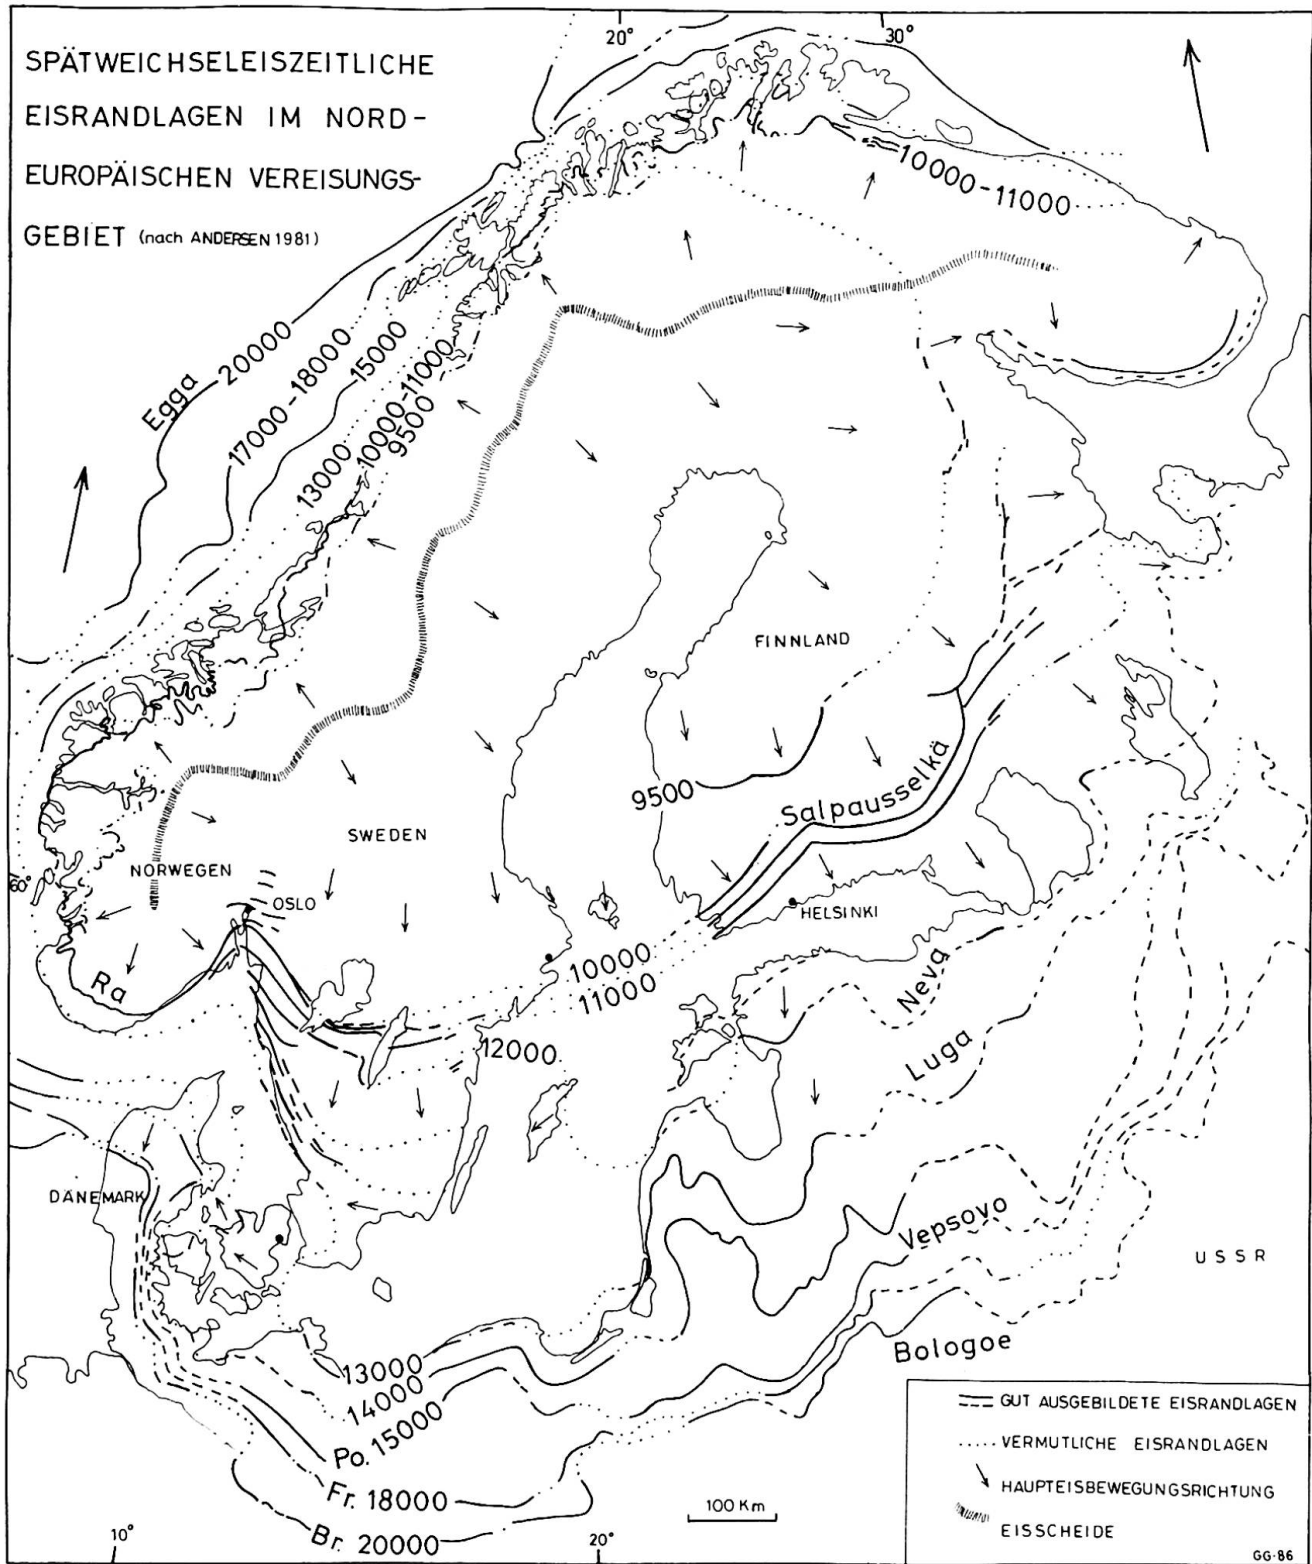 SPÄTWEICHSELEISZEITLICHE
EISRANDLAGEN IM NORD-
EUROPÄISCHEN VEREISUNGS-
GEBIET (nach ANDERSEN 1981)
20°
30°
10000-11000
Egga 20000
17000-18000
15000
13000
10000-11000
9500
FINNLAND
9500
Salpausselkä
SWEDEN
NORWEGEN
60°
OSLO
HELSINKI
Ra
10000
11000
12000
Neva
Luga
DÄNEMARK
Vepsovo
USSR
Bologoe
13000
14000
Po. 15000
Fr. 18000
Br. 20000
100 Km
10°
20°
GUT AUSGEBILDETE EISRANDLAGEN
VERMUTLICHE EISRANDLAGEN
HAUPTEISBEWEGUNGSRICHTUNG
EISSCHEIDE
GG-86